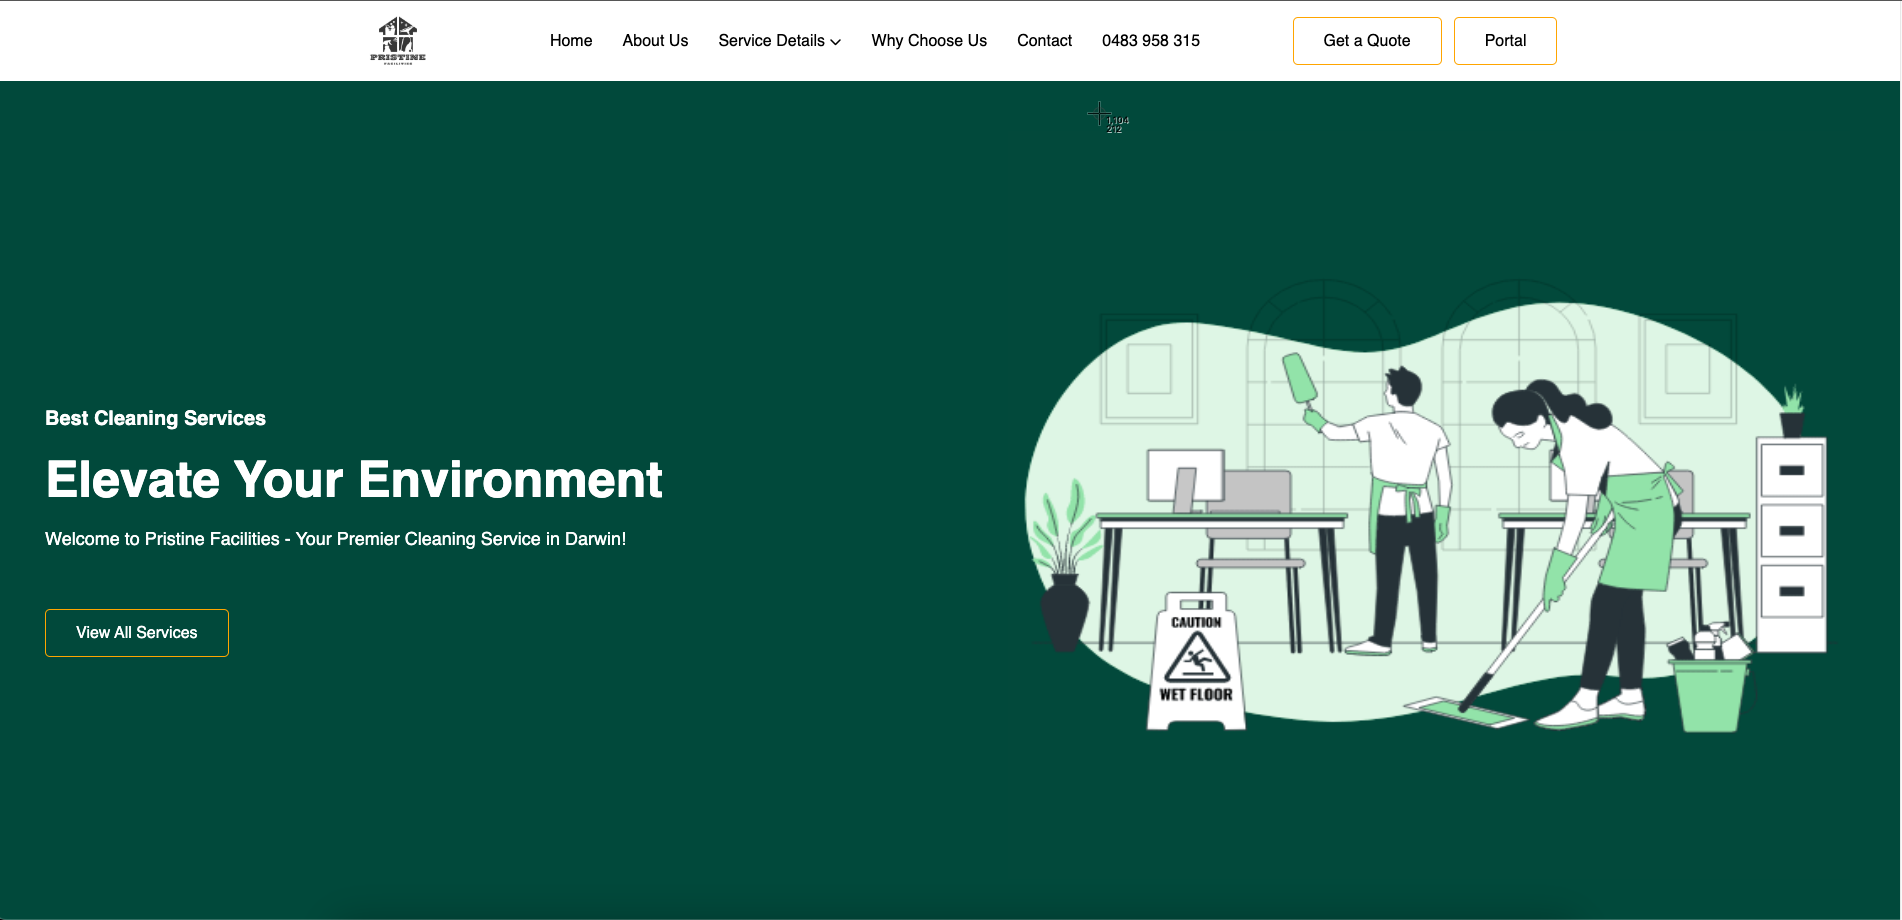 PRISTINE
FACILITIES
Home
About Us
Service Details
Why Choose Us
Contact
0483 958 315
Get a Quote
Portal
1,104
212
Best Cleaning Services
Elevate Your Environment
Welcome to Pristine Facilities - Your Premier Cleaning Service in Darwin!
View All Services
CAUTION
WET FLOOR